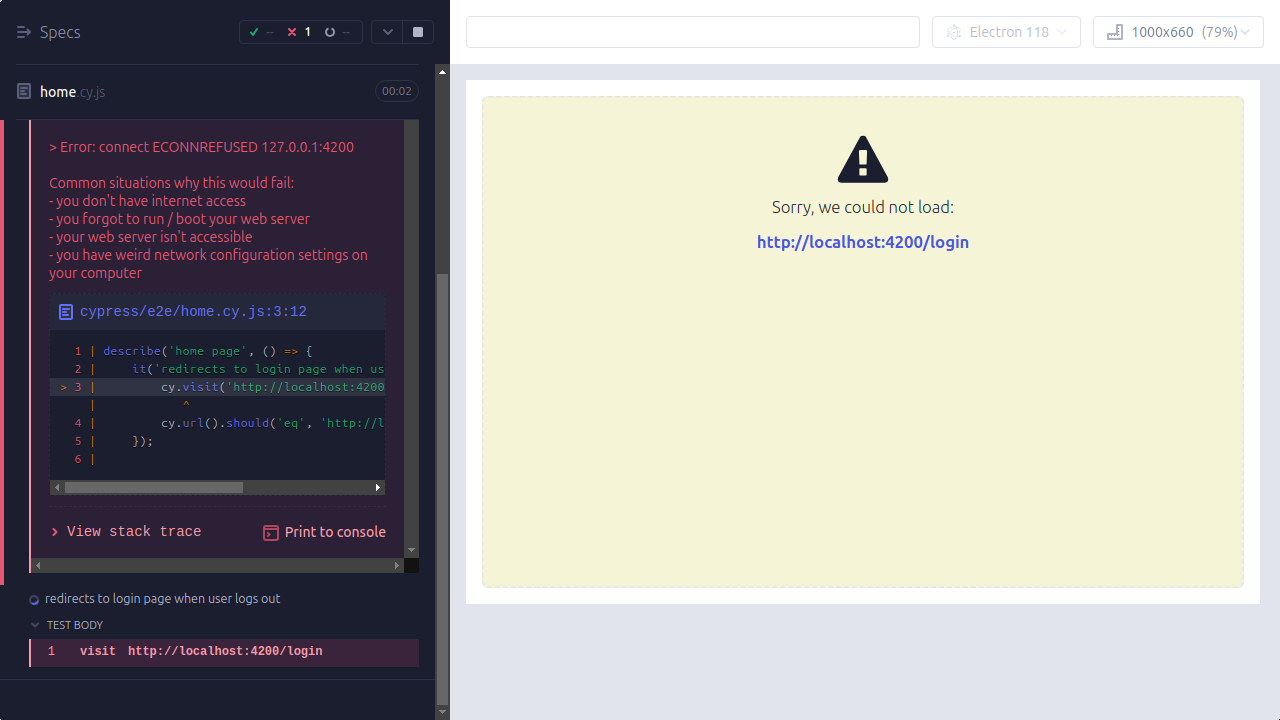 Specs
--
1
--
Electron 118
1000x660 (79%)
home.cy.js
00:02
> Error: connect ECONNREFUSED 127.0.0.1:4200
Common situations why this would fail:
- you don't have internet access
- you forgot to run / boot your web server
- your web server isn't accessible
- you have weird network configuration settings on
your computer
cypress/e2e/home.cy.js:3:12
1 | describe('home page', () => {
2 | it('redirects to login page when us
> 3 | cy.visit('http://localhost:4200
| ^
4 | cy.url().should('eq', 'http://l
5 | });
6 |
View stack trace
Print to console
redirects to login page when user logs out
TEST BODY
1 visit http://localhost:4200/login
Sorry, we could not load:
http://localhost:4200/login